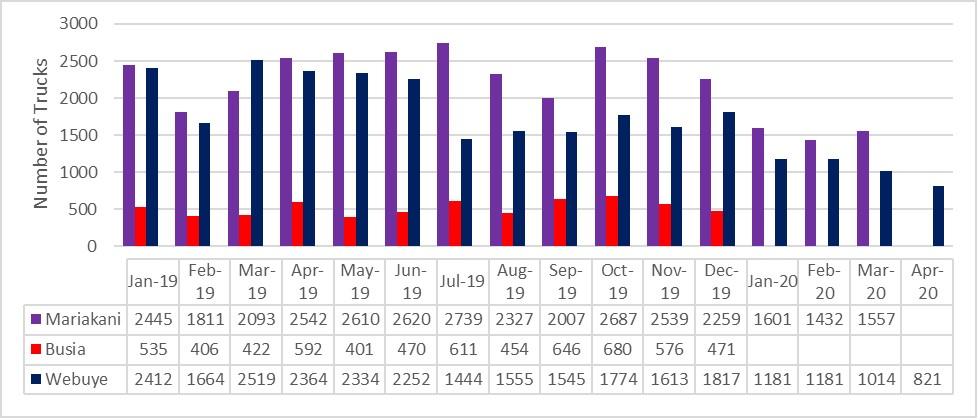 3000
2500
2000
1500
1000
500
0
Number of Trucks
Jan-19 Feb-19 Mar-19 Apr-19 May-19 Jun-19 Jul-19 Aug-19 Sep-19 Oct-19 Nov-19 Dec-19 Jan-20 Feb-20 Mar-20 Apr-20
Mariakani 2445 1811 2093 2542 2610 2620 2739 2327 2007 2687 2539 2259 1601 1432 1557
Busia 535 406 422 592 401 470 611 454 646 680 576 471
Webuye 2412 1664 2519 2364 2334 2252 1444 1555 1545 1774 1613 1817 1181 1181 1014 821